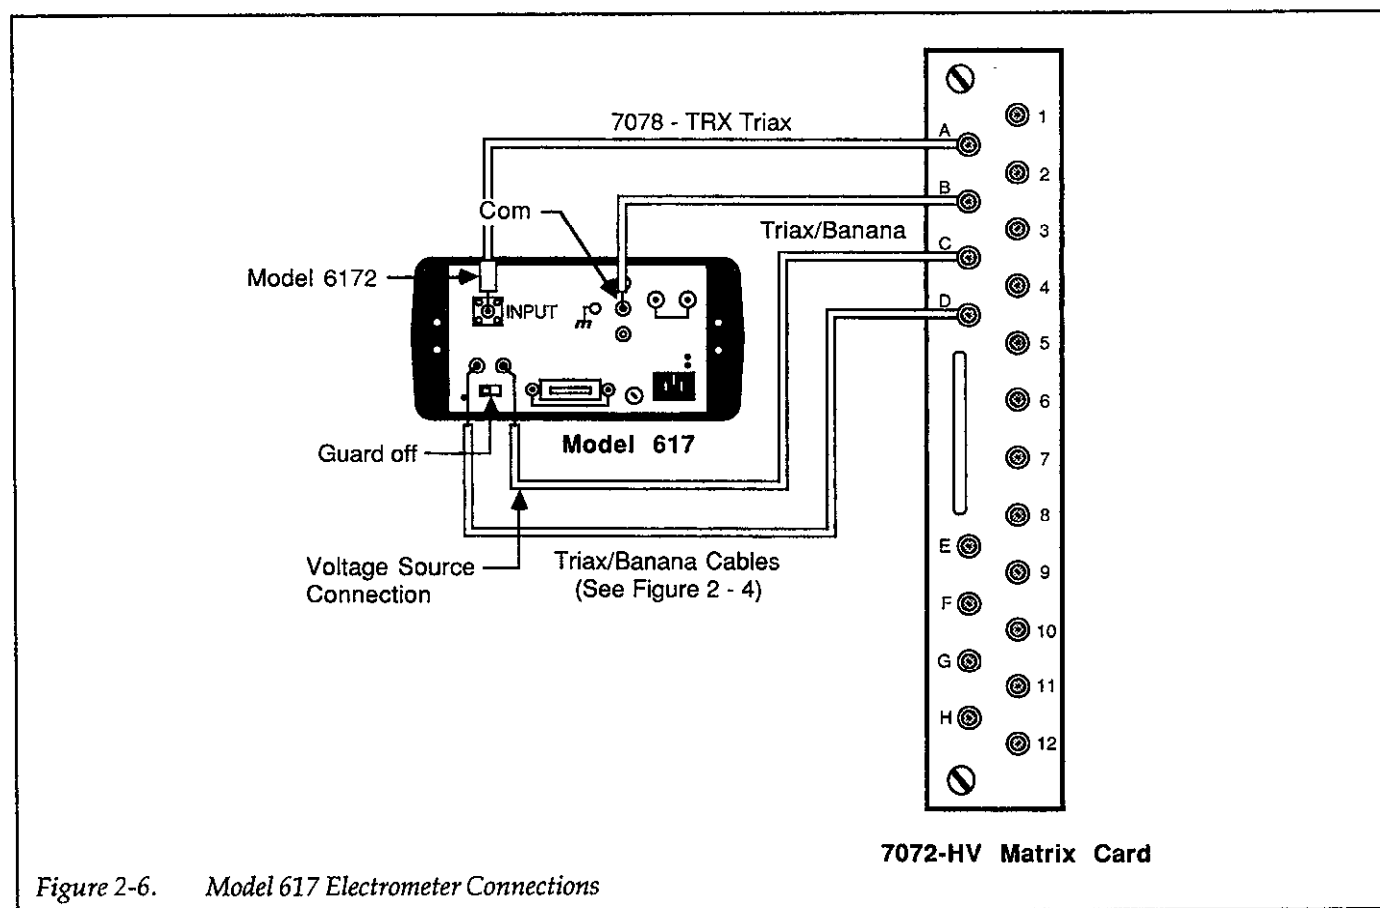 7078 - TRX Triax
Com
Triax/Banana
Model 6172
INPUT
Model 617
Guard off
Voltage Source
Connection
Triax/Banana Cables
(See Figure 2 - 4)
A
B
C
D
E
F
G
H
1
2
3
4
5
6
7
8
9
10
11
12
7072-HV Matrix Card
Figure 2-6. Model 617 Electrometer Connections